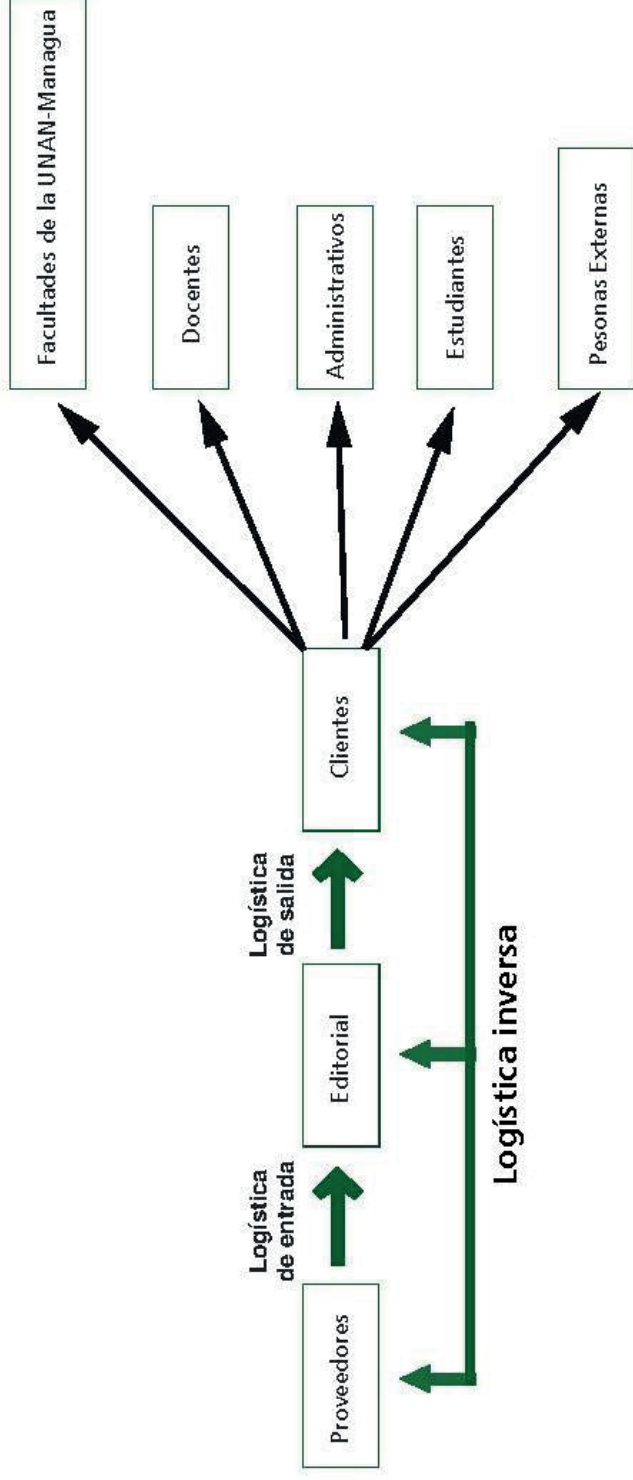 Proveedores
Logística
de entrada
Editorial
Logística
de salida
Clientes
Logística inversa
Facultades de la UNAN-Managua
Docentes
Administrativos
Estudiantes
Pesonas Externas